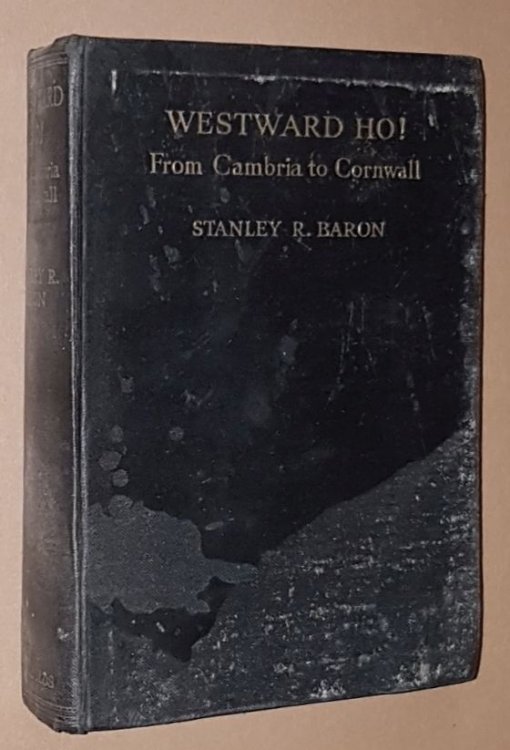 WESTWARD HO!
From Cambria to Cornwall
STANLEY R. BARON